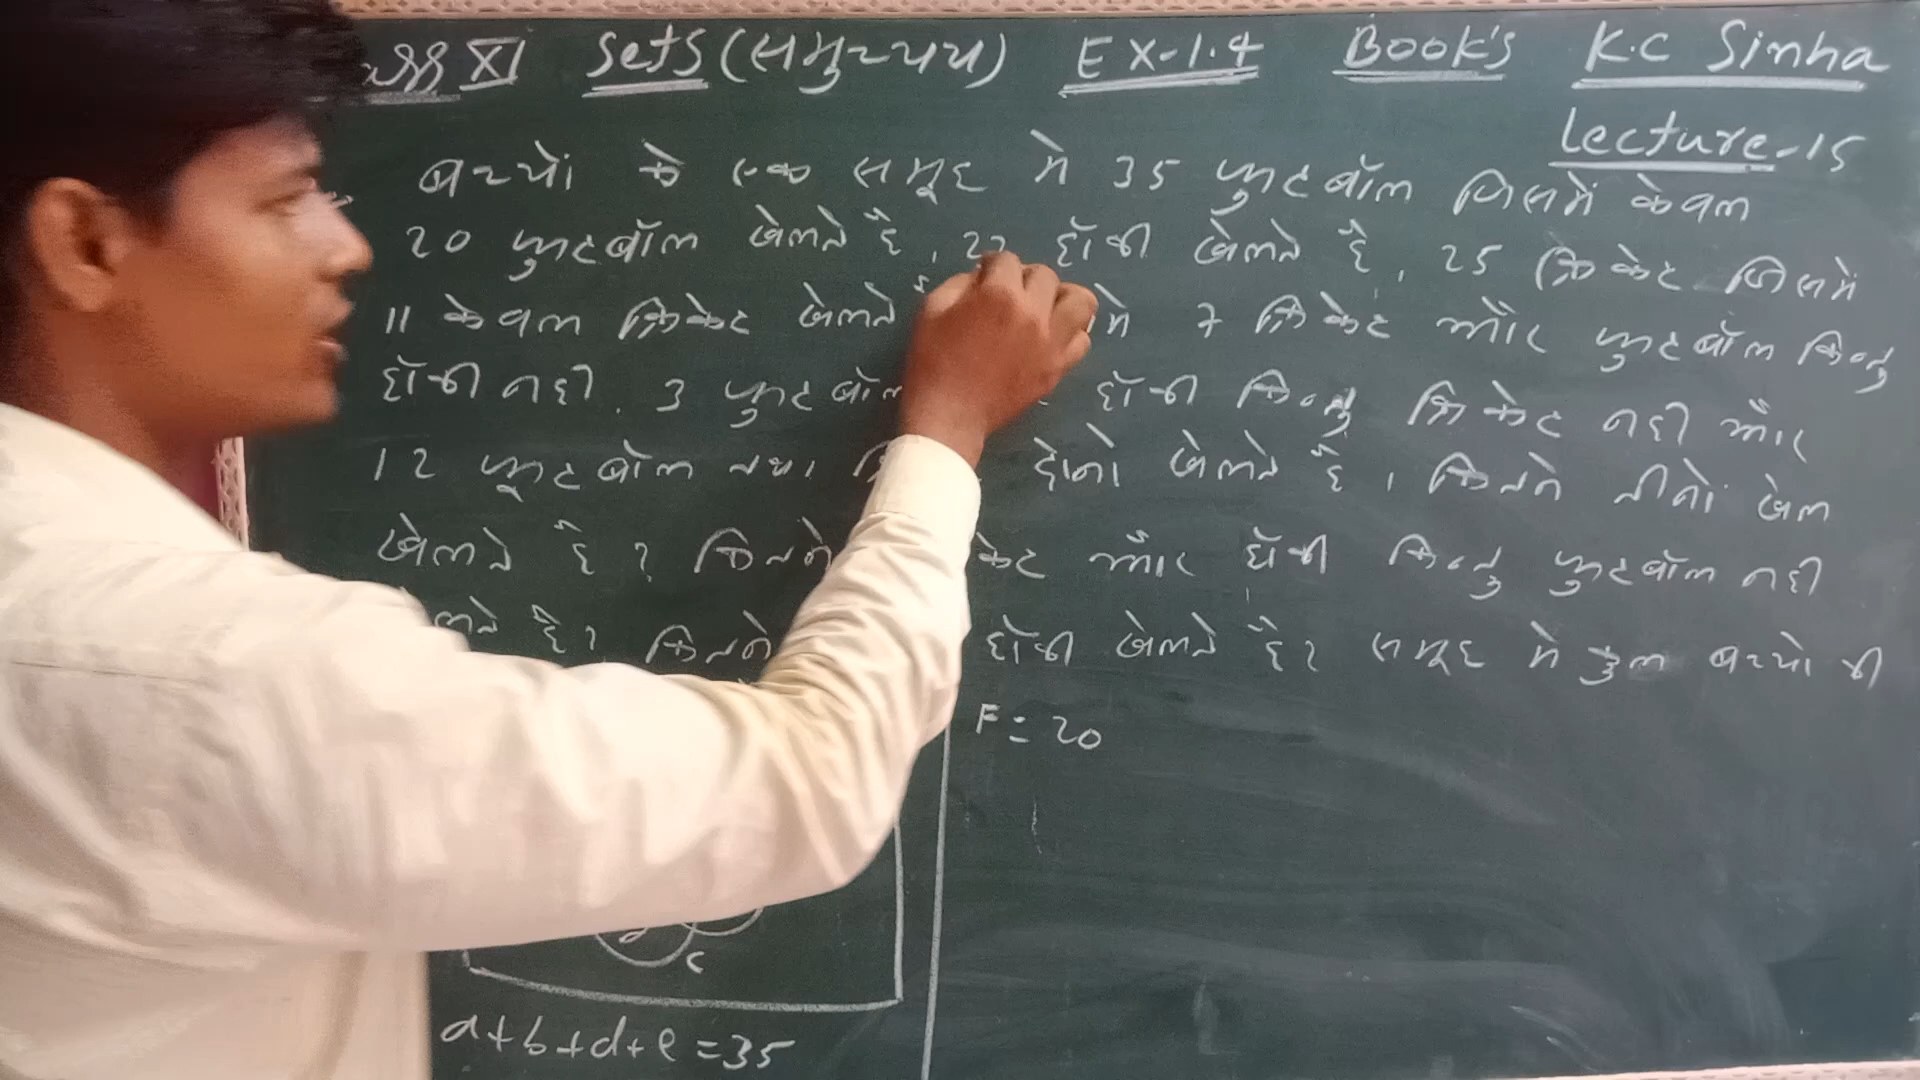 XI Sets (समुच्चय) EX-1.4 Book's K.C Sinha
Lecture-15
बच्चों के एक समूह में 35 फुटबॉल जिसमें केवल
20 फुटबॉल खेलते है, 22 हॉकी खेलते है, 25 क्रिकेट जिसमें
11 केवल क्रिकेट खेलते में 7 क्रिकेट और फुटबॉल किन्तु
हॉकी नहीं, 3 फुटबॉल हॉकी किन्तु क्रिकेट नहीं और
12 फुटबॉल तथा दोनो खेलते है, कितने तीनों खेल
खेलते है? कितने और हॉकी किन्तु फुटबॉल नही
है? कितने हॉकी खेलते है? समूह में कुल बच्चों की
F = 20
d
c
a+b+d+e=35